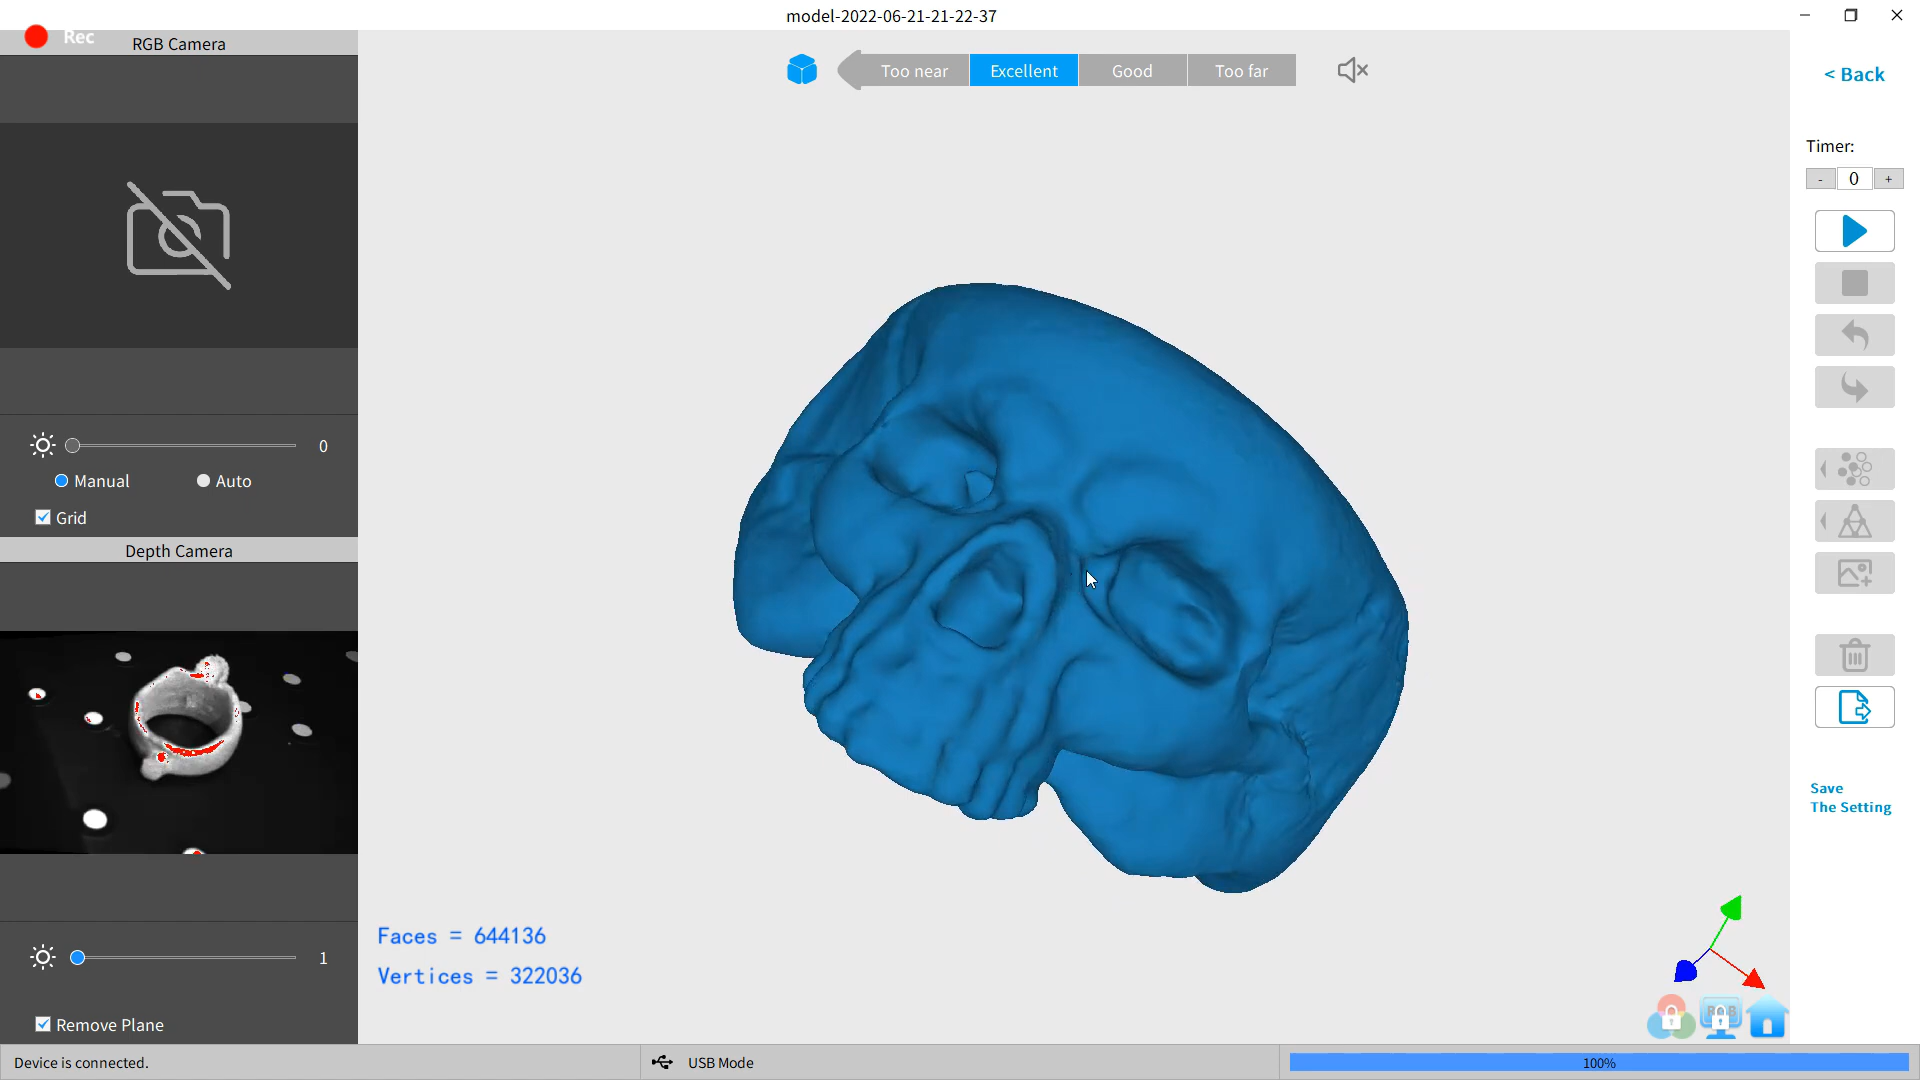 model-2022-06-21-21-22-37
Rec
RGB Camera
Too near
Excellent
Good
Too far
< Back
Timer:
- 0 +
0
Manual
Auto
Grid
Depth Camera
Save
The Setting
Faces = 644136
Vertices = 322036
1
Remove Plane
RGB
Device is connected.
USB Mode
100%